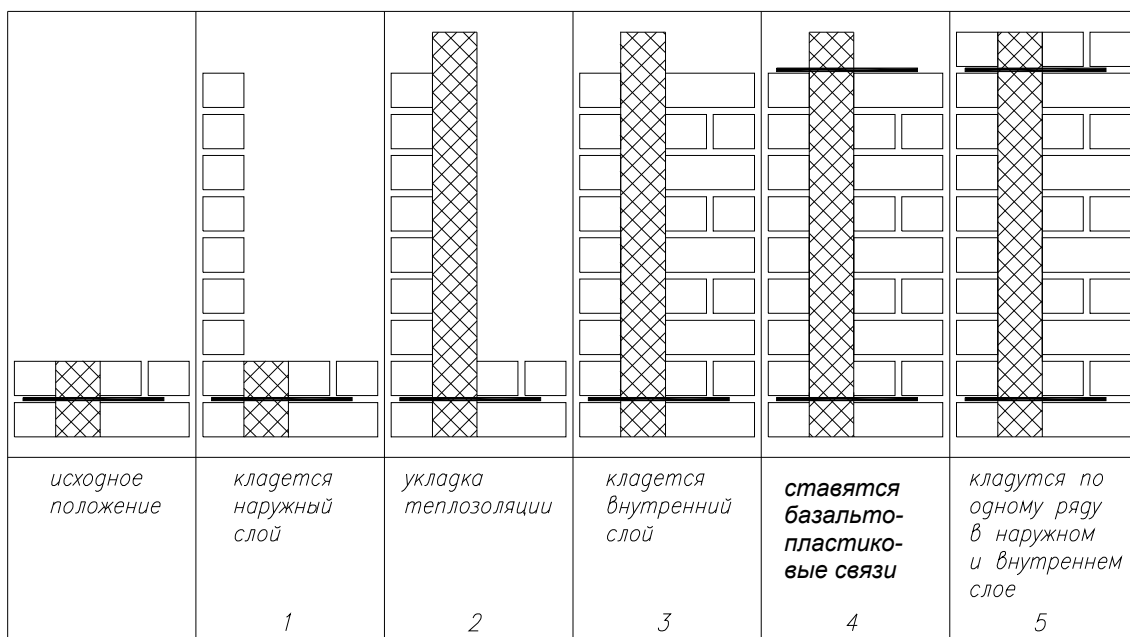 исходное
положение
кладется
наружный
слой
1
укладка
теплозоляции
2
кладется
внутренний
слой
3
ставятся
базальто-
пластико-
вые связи
4
кладутся по
одному ряду
в наружном
и внутреннем
слое
5